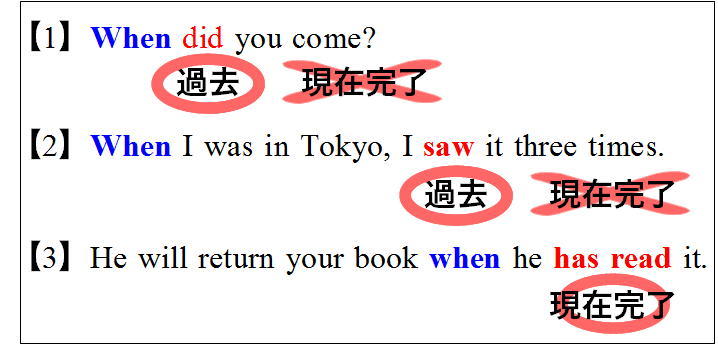 【1】When did you come?
過去 現在完了
【2】When I was in Tokyo, I saw it three times.
過去 現在完了
【3】He will return your book when he has read it.
現在完了